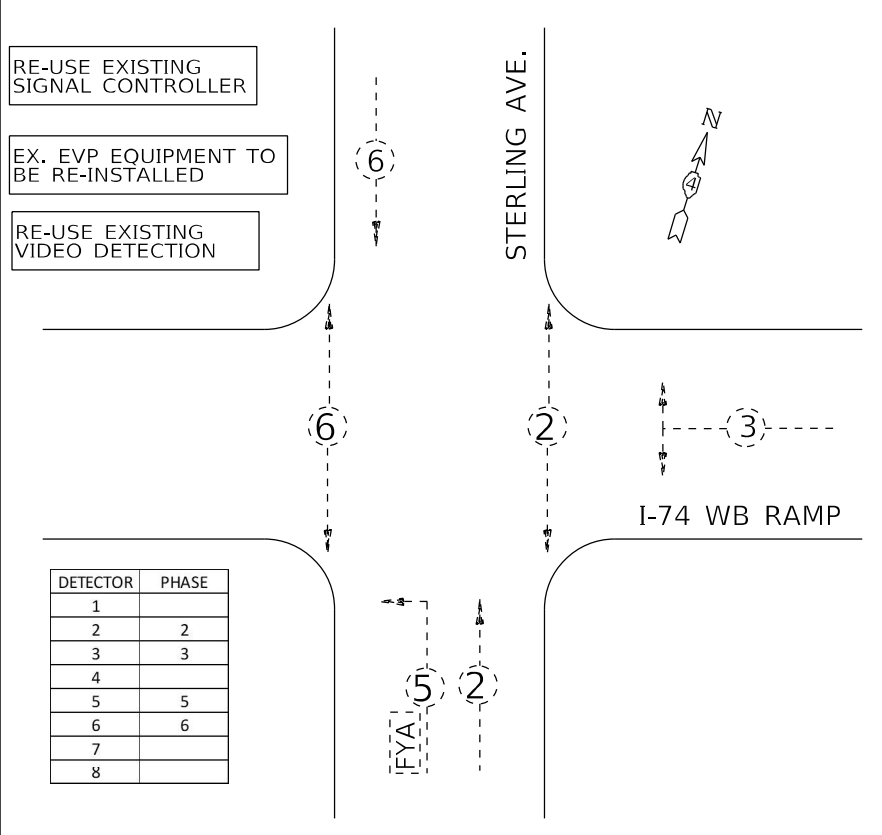 RE-USE EXISTING
SIGNAL CONTROLLER
EX. EVP EQUIPMENT TO
BE RE-INSTALLED
RE-USE EXISTING
VIDEO DETECTION
6
STERLING AVE.
N
4
6
2
3
I-74 WB RAMP
5
2
FYA
DETECTOR PHASE
1
2 2
3 3
4
5 5
6 6
7
8